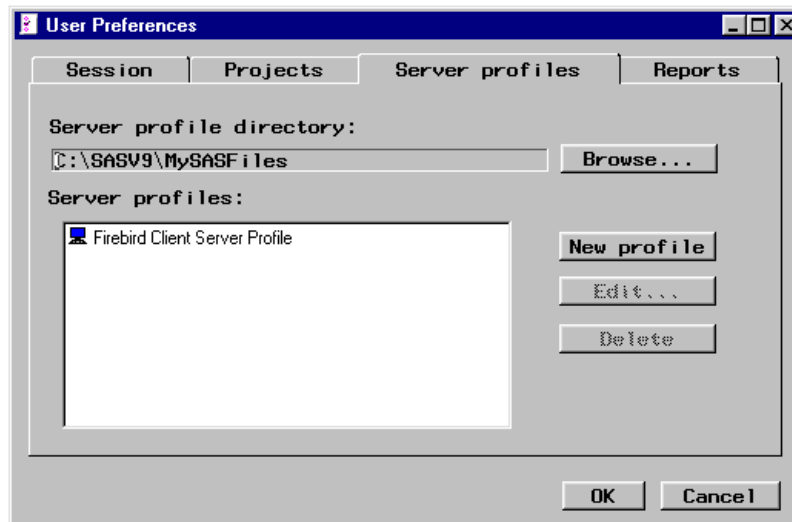 User Preferences
Session Projects Server profiles Reports
Server profile directory:
C:\SASV9\MySASFiles Browse...
Server profiles:
Firebird Client Server Profile
New profile
Edit...
Delete
OK Cancel